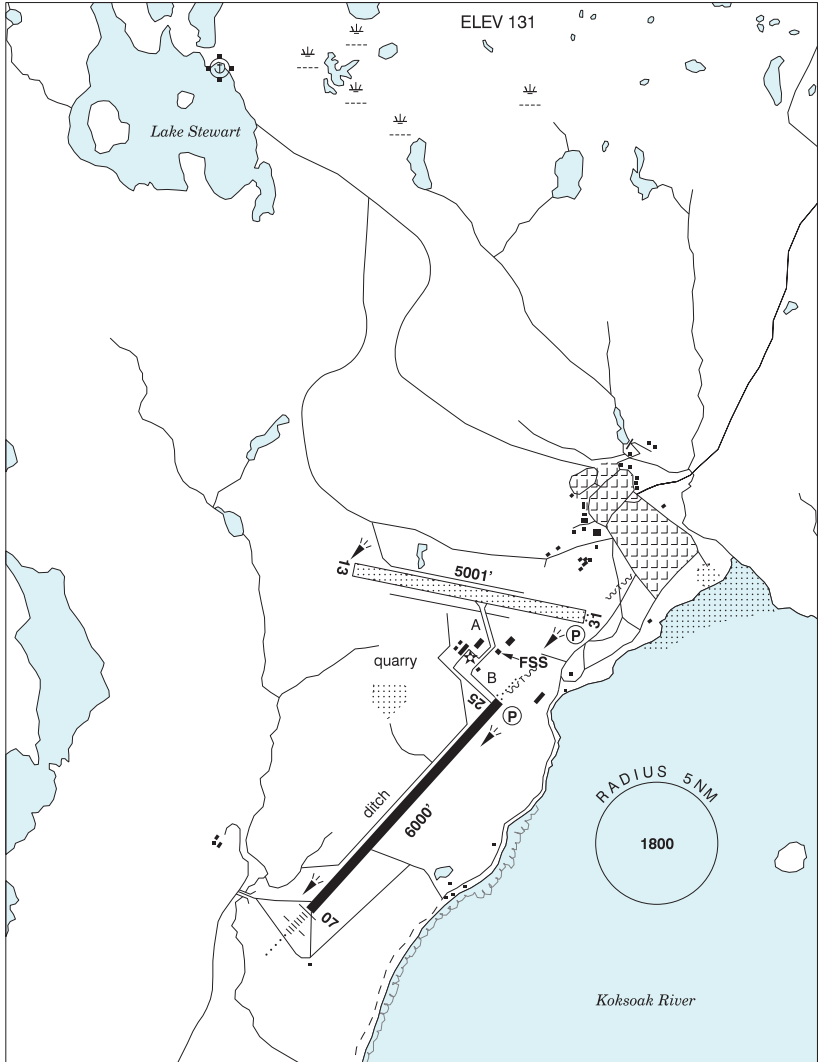 ELEV 131
Lake Stewart
13
5001'
31
A
P
FSS
quarry
B
25
P
ditch
6000'
RADIUS 5NM
1800
07
Koksoak River